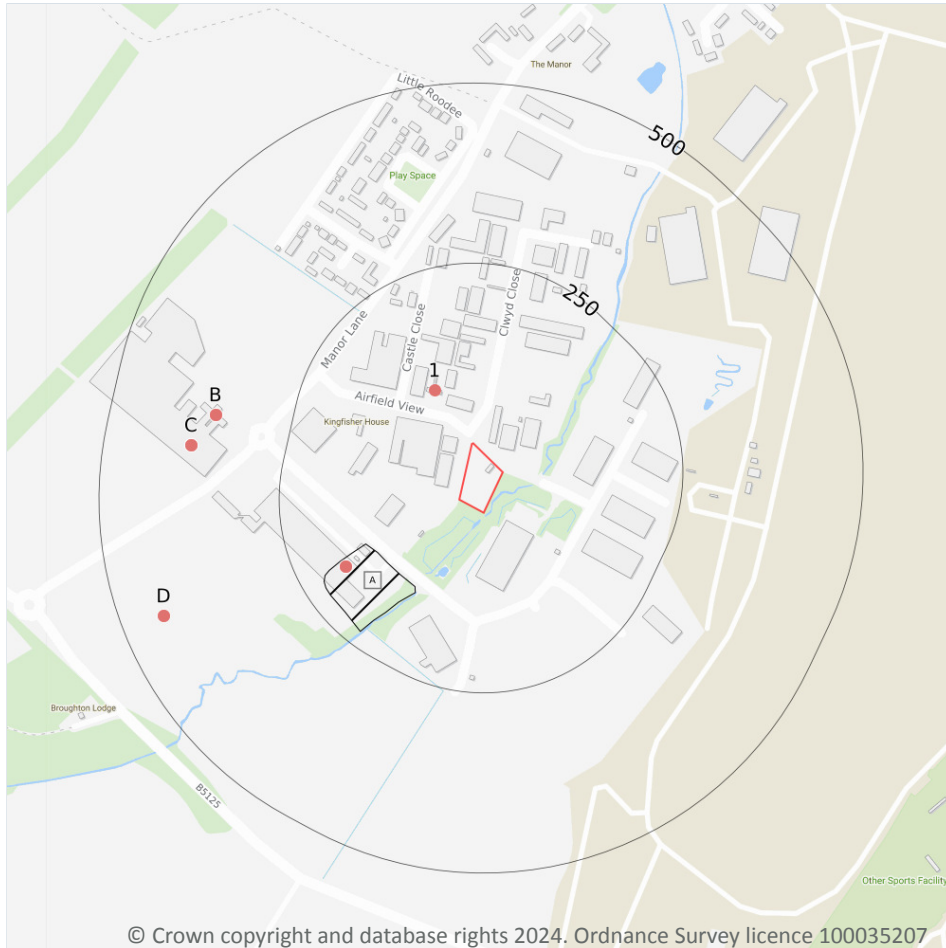 The Manor
Little Roodee
500
Play Space
250
Clwyd Close
Manor Lane
Castle Close
1
Airfield View
B
Kingfisher House
C
A
D
Broughton Lodge
B5125
Other Sports Facility
© Crown copyright and database rights 2024. Ordnance Survey licence 100035207